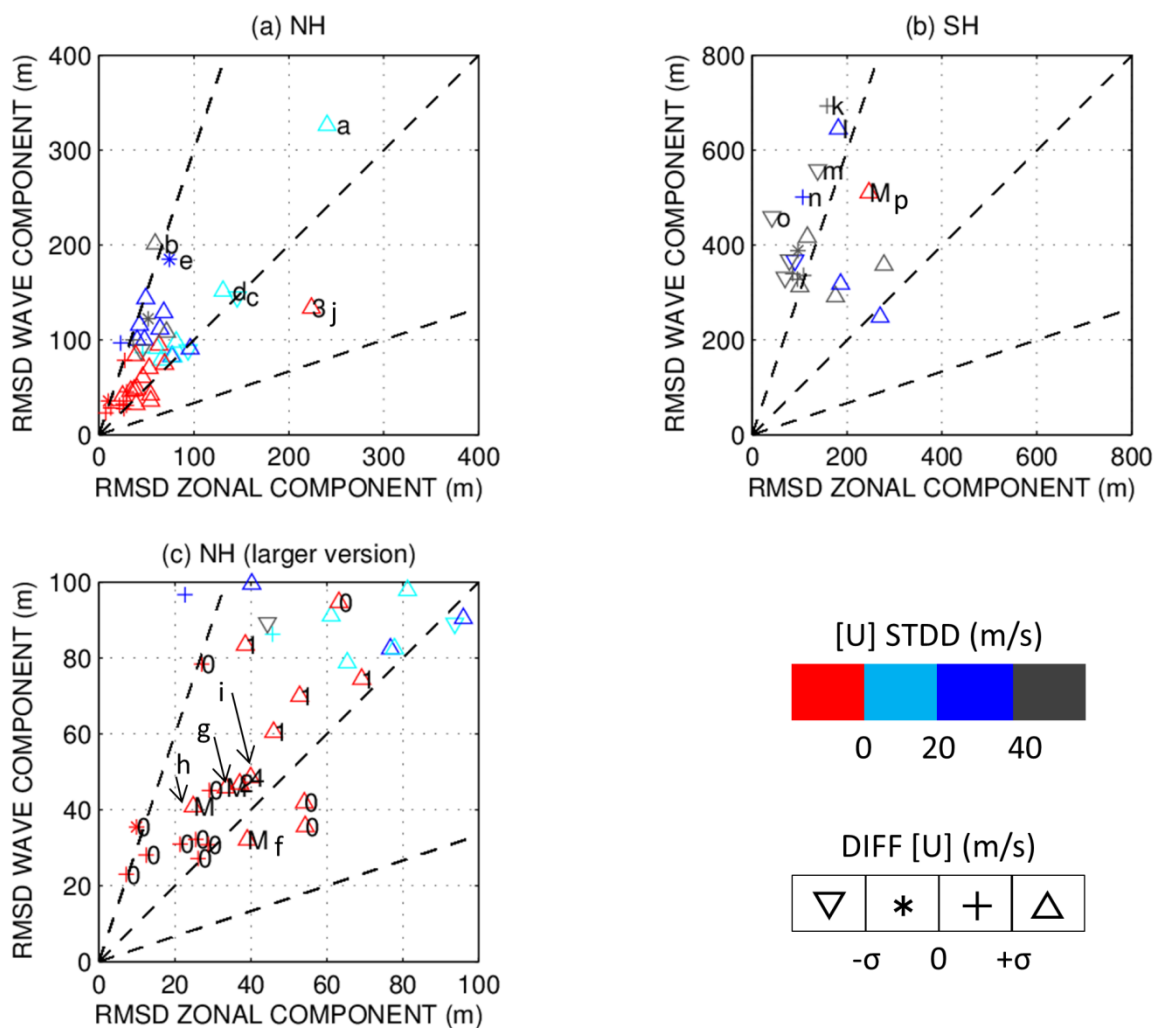 (a) NH
RMSD WAVE COMPONENT (m)
400
300
200
100
0
a
b
e
d
c
3 j
0 100 200 300 400
RMSD ZONAL COMPONENT (m)
(b) SH
RMSD WAVE COMPONENT (m)
800
600
400
200
0
k
l
m
n
M p
o
0 200 400 600 800
RMSD ZONAL COMPONENT (m)
(c) NH (larger version)
RMSD WAVE COMPONENT (m)
100
80
60
40
20
0
0
1
0
1
i
1
g
1
h
0 M 2 4
M
0
0
0
0 0 0
M f
0
0
0
0 20 40 60 80 100
RMSD ZONAL COMPONENT (m)
[U] STDD (m/s)
0 20 40
DIFF [U] (m/s)
-σ 0 +σ